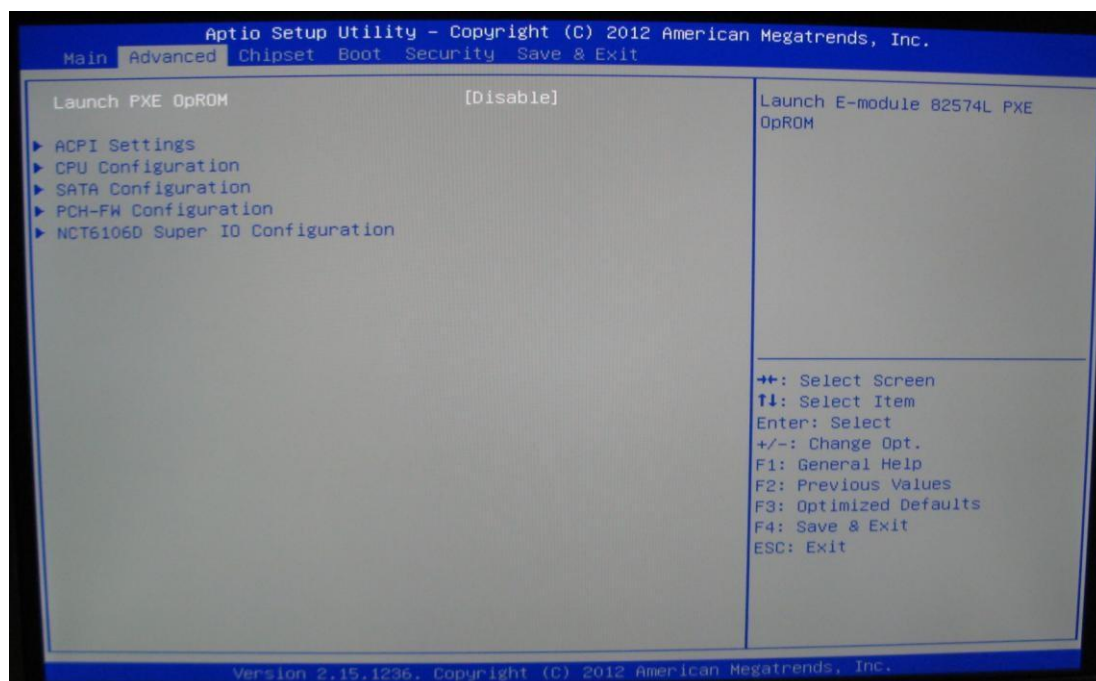 Aptio Setup Utility – Copyright (C) 2012 American Megatrends, Inc.
Main Advanced Chipset Boot Security Save & Exit
Launch PXE OpROM [Disable]
► ACPI Settings
► CPU Configuration
► SATA Configuration
► PCH-FW Configuration
► NCT6106D Super IO Configuration
Launch E-module 82574L PXE
OpROM
→←: Select Screen
↑↓: Select Item
Enter: Select
+/-: Change Opt.
F1: General Help
F2: Previous Values
F3: Optimized Defaults
F4: Save & Exit
ESC: Exit
Version 2.15.1236. Copyright (C) 2012 American Megatrends, Inc.